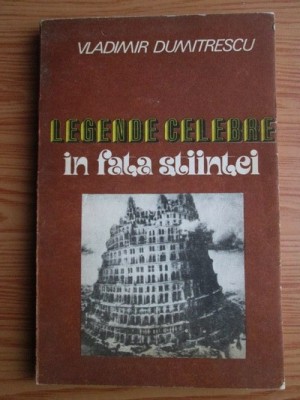 VLADIMIR DUMITRESCU
LEGENDE CELEBRE
in fata stiintei